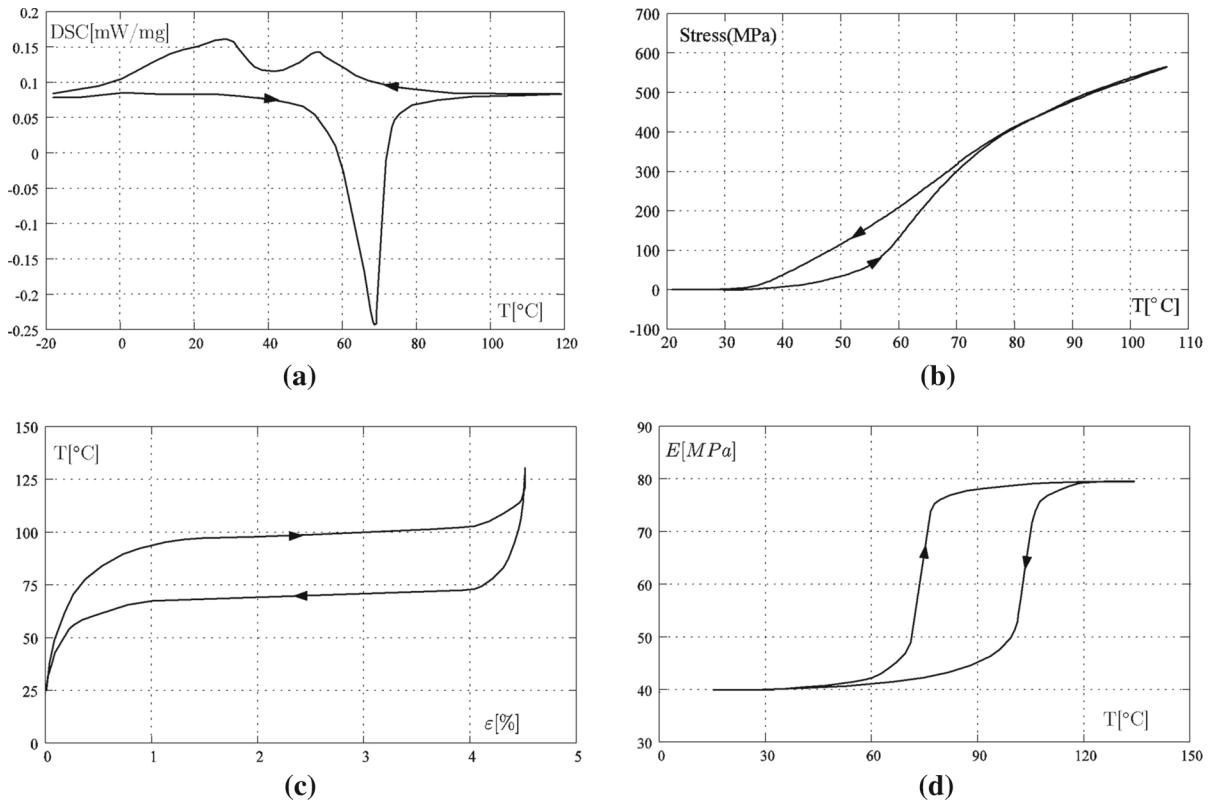 DSC[mW/mg]
0.2
0.15
0.1
0.05
0
-0.05
-0.1
-0.15
-0.2
-0.25
T[°C]
-20 0 20 40 60 80 100 120
(a)
Stress(MPa)
700
600
500
400
300
200
100
0
-100
T[°C]
20 30 40 50 60 70 80 90 100 110
(b)
T[°C]
150
125
100
75
50
25
0
ε[%]
0 1 2 3 4 5
(c)
E[MPa]
90
80
70
60
50
40
30
T[°C]
0 30 60 90 120 150
(d)